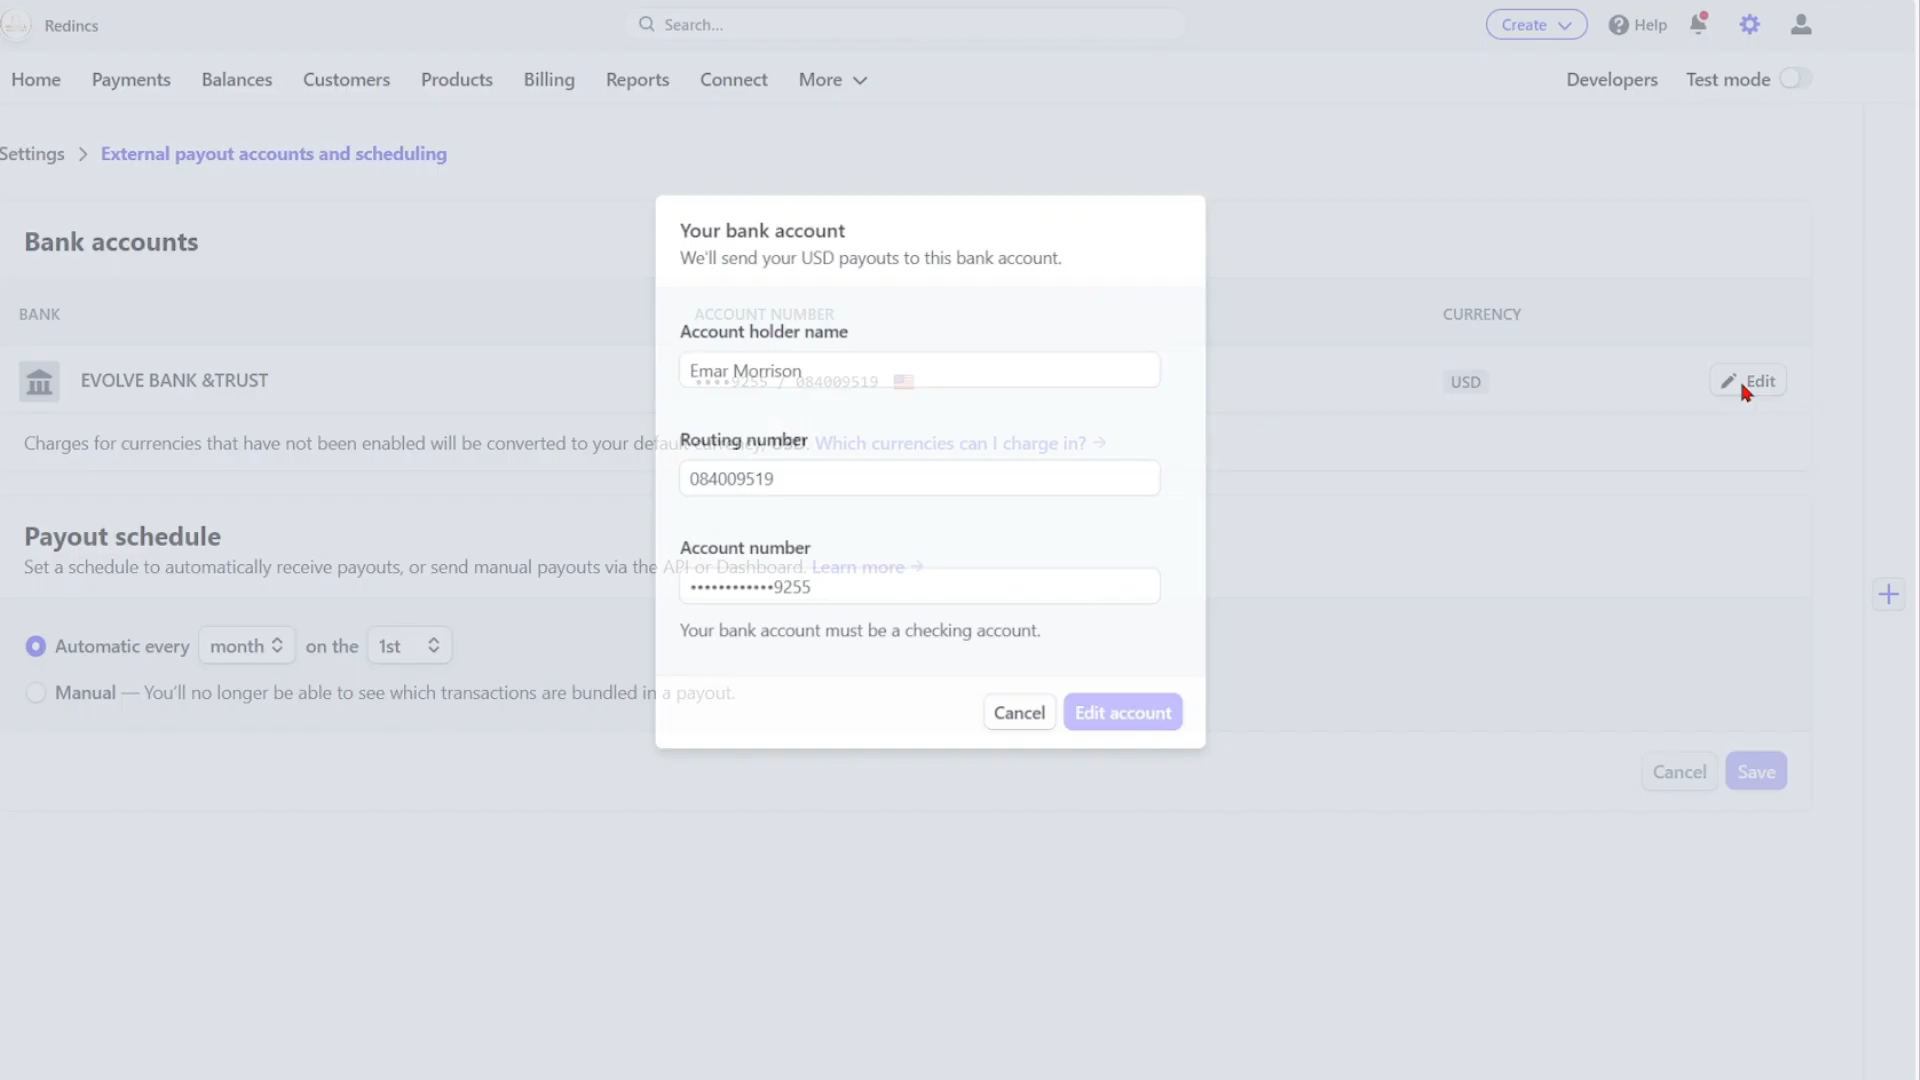 Redincs
Search...
Create
Help
Home Payments Balances Customers Products Billing Reports Connect More
Developers Test mode
Settings > External payout accounts and scheduling
Bank accounts
BANK
ACCOUNT NUMBER
CURRENCY
EVOLVE BANK &TRUST
••••9255 / 084009519
USD
Edit
Charges for currencies that have not been enabled will be converted to your default currency, USD. Which currencies can I charge in? →
Payout schedule
Set a schedule to automatically receive payouts, or send manual payouts via the API or Dashboard. Learn more →
Automatic every month on the 1st
Manual — You'll no longer be able to see which transactions are bundled in a payout.
Cancel Save
Your bank account
We'll send your USD payouts to this bank account.
Account holder name
Emar Morrison
Routing number
084009519
Account number
••••••••••••9255
Your bank account must be a checking account.
Cancel Edit account